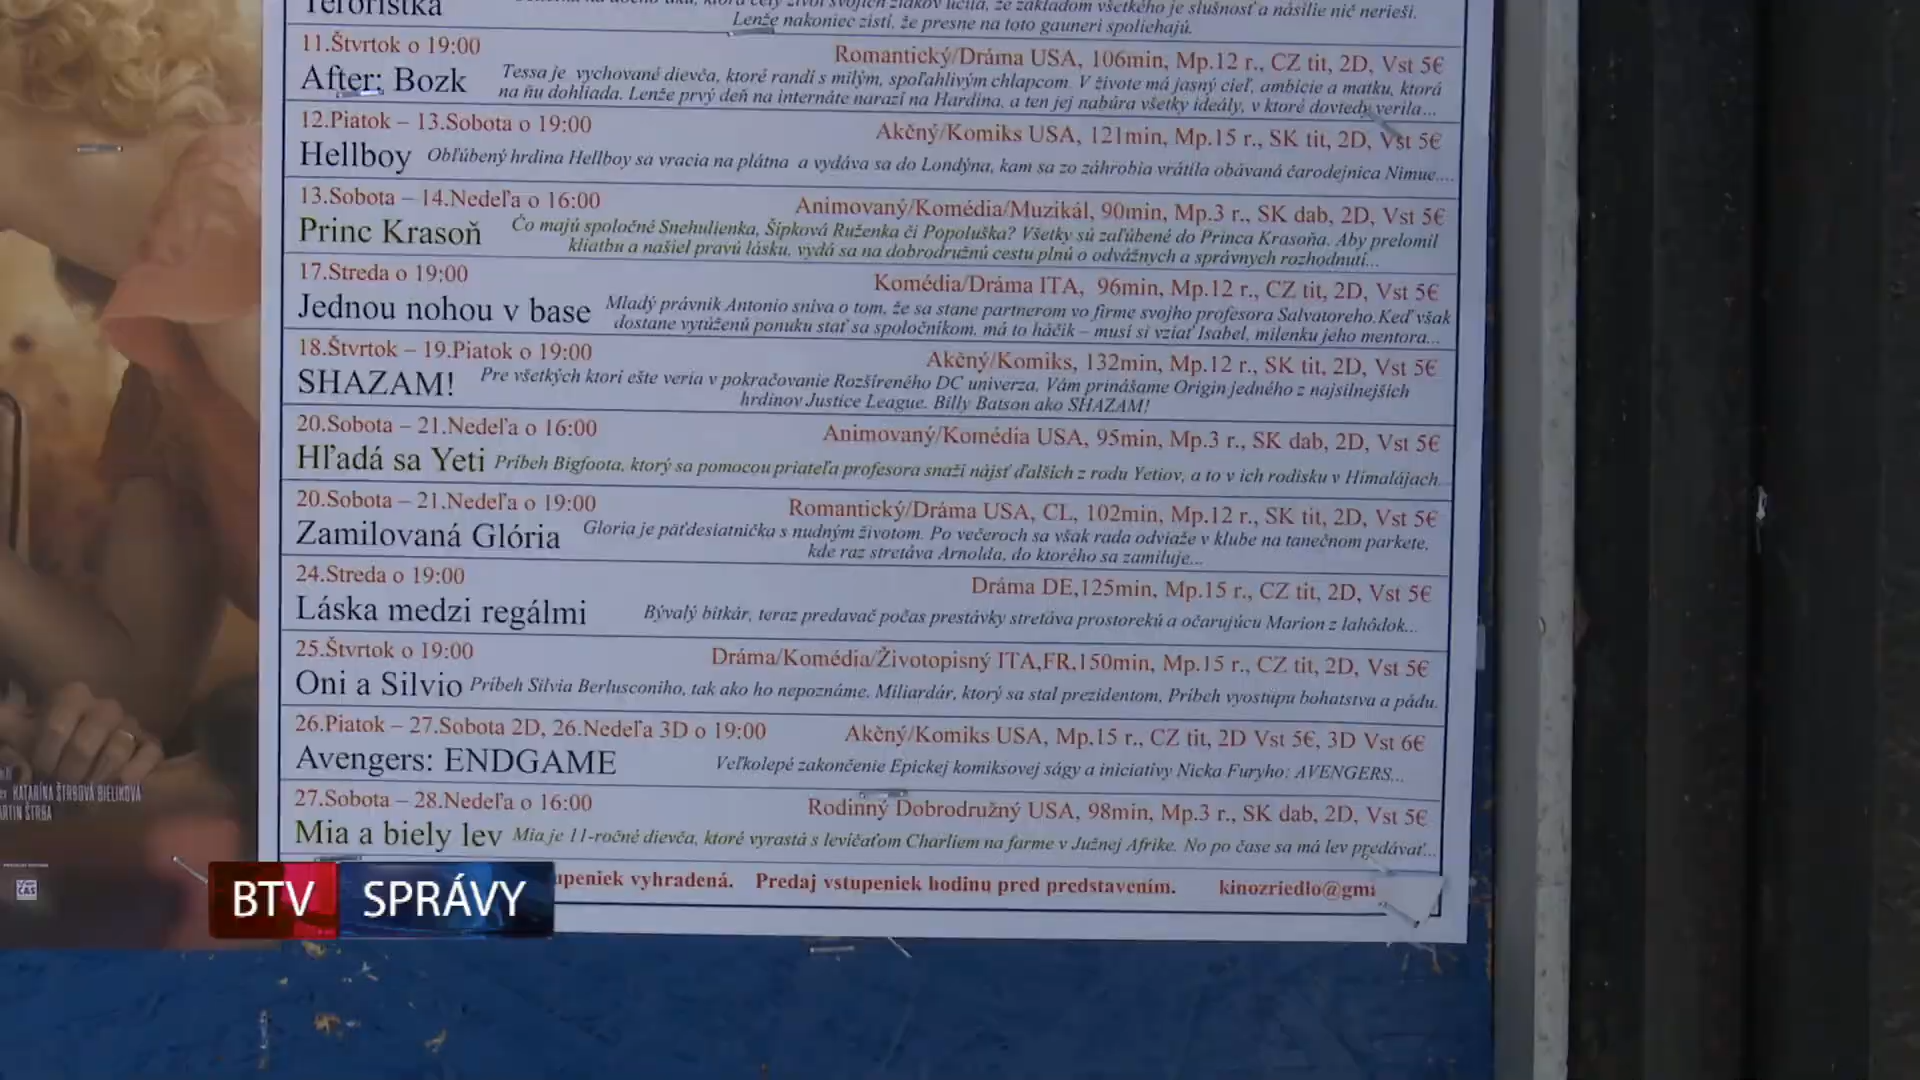 Teroristka
všetkého je slušnosť a násilie nič nerieši.
Lenže nakoniec zistí, že presne na toto gauneri spoliehajú.
11.Štvrtok o 19:00 Romantický/Dráma USA, 106min, Mp.12 r., CZ tit, 2D, Vst 5€
After: Bozk Tessa je vychované dievča, ktoré randí s milým, spoľahlivým chlapcom. V živote má jasný cieľ, ambície a matku, ktorá
na ňu dohliada. Lenže prvý deň na internáte narazí na Hardina, a ten jej nabúra všetky ideály, v ktoré dovtedy verila...
12.Piatok – 13.Sobota o 19:00 Akčný/Komiks USA, 121min, Mp.15 r., SK tit, 2D, Vst 5€
Hellboy Obľúbený hrdina Hellboy sa vracia na plátna a vydáva sa do Londýna, kam sa zo záhrobia vrátila obávaná čarodejnica Nimue....
13.Sobota – 14.Nedeľa o 16:00 Animovaný/Komédia/Muzikál, 90min, Mp.3 r., SK dab, 2D, Vst 5€
Princ Krasoň Čo majú spoločné Snehulienka, Šípková Ruženka či Popoluška? Všetky sú zaľúbené do Princa Krasoňa. Aby prelomil
kliatbu a našiel pravú lásku, vydá sa na dobrodružnú cestu plnú o odvážnych a správnych rozhodnutí...
17.Streda o 19:00 Komédia/Dráma ITA, 96min, Mp.12 r., CZ tit, 2D, Vst 5€
Jednou nohou v base Mladý právnik Antonio sníva o tom, že sa stane partnerom vo firme svojho profesora Salvatoreho.Keď však
dostane vytúženú ponuku stať sa spoločníkom, má to háčik – musí si vziať Isabel, milenku jeho mentora...
18.Štvrtok – 19.Piatok o 19:00 Akčný/Komiks, 132min, Mp.12 r., SK tit, 2D, Vst 5€
SHAZAM! Pre všetkých ktorí ešte veria v pokračovanie Rozšíreného DC univerza. Vám prinášame Origin jedného z najsilnejších
hrdinov Justice League. Billy Batson ako SHAZAM!
20.Sobota – 21.Nedeľa o 16:00 Animovaný/Komédia USA, 95min, Mp.3 r., SK dab, 2D, Vst 5€
Hľadá sa Yeti Príbeh Bigfoota, ktorý sa pomocou priateľa profesora snaží nájsť ďalších z rodu Yetiov, a to v ich rodisku v Himalájach.
20.Sobota – 21.Nedeľa o 19:00 Romantický/Dráma USA, CL, 102min, Mp.12 r., SK tit, 2D, Vst 5€
Zamilovaná Glória Gloria je päťdesiatnička s nudným životom. Po večeroch sa však rada odviaže v klube na tanečnom parkete,
kde raz stretáva Arnolda, do ktorého sa zamiluje...
24.Streda o 19:00 Dráma DE,125min, Mp.15 r., CZ tit, 2D, Vst 5€
Láska medzi regálmi Bývalý bitkár, teraz predavač počas prestávky stretáva prostorekú a očarujúcu Marion z lahôdok...
25.Štvrtok o 19:00 Dráma/Komédia/Životopisný ITA,FR,150min, Mp.15 r., CZ tit, 2D, Vst 5€
Oni a Silvio Príbeh Silvia Berlusconiho, tak ako ho nepoznáme. Miliardár, ktorý sa stal prezidentom, Príbeh vyostupu bohatstva a pádu.
26.Piatok – 27.Sobota 2D, 26.Nedeľa 3D o 19:00 Akčný/Komiks USA, Mp.15 r., CZ tit, 2D Vst 5€, 3D Vst 6€
Avengers: ENDGAME Veľkolepé zakončenie Epickej komiksovej ságy a iniciatívy Nicka Furyho: AVENGERS...
27.Sobota – 28.Nedeľa o 16:00 Rodinný Dobrodružný USA, 98min, Mp.3 r., SK dab, 2D, Vst 5€
Mia a biely lev Mia je 11-ročné dievča, ktoré vyrastá s levíčaťom Charliem na farme v Južnej Afrike. No po čase sa má lev predávať...
upeniek vyhradená. Predaj vstupeniek hodinu pred predstavením. kinozriedlo@gm
KATARÍNA ŠTRBOVÁ BIELIKOVÁ
ARTIN ŠTRBA
BTV SPRÁVY